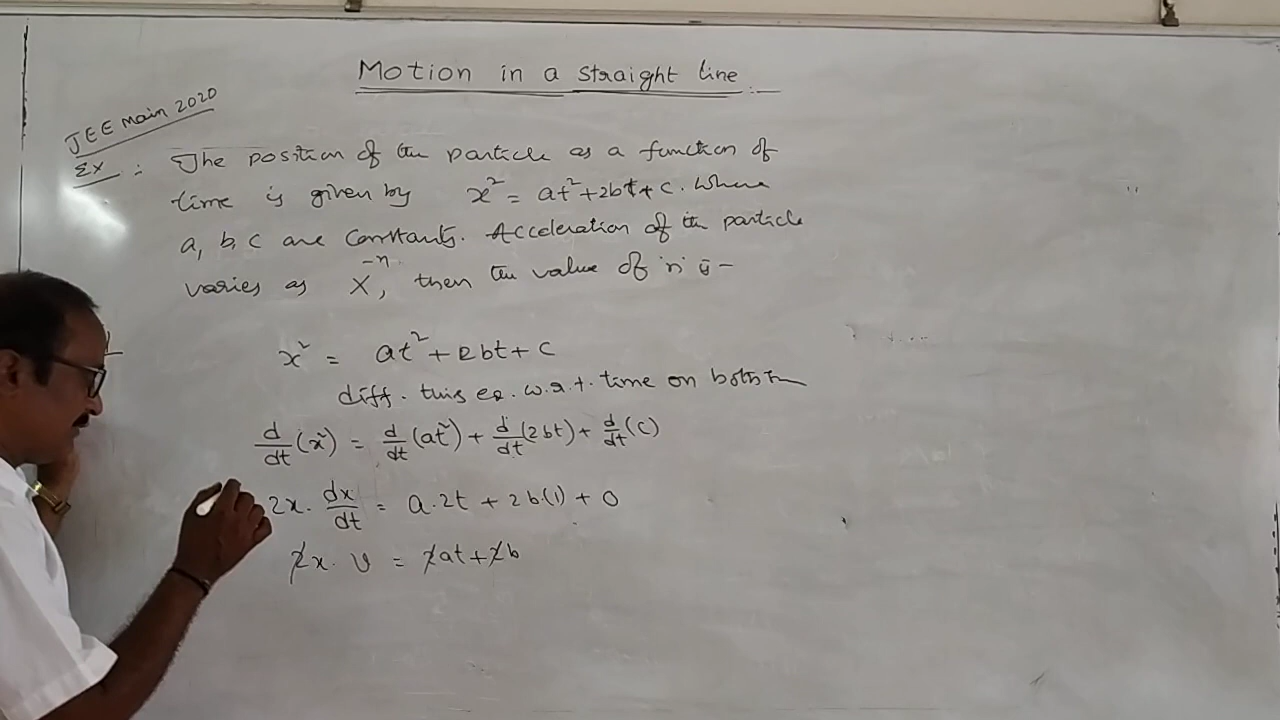 Motion in a straight line :-
JEE main 2020
Ex :- The position of the particle as a function of
time is given by x² = at² + 2bt + c. Where
a, b, c are constants. Acceleration of the particle
varies as X⁻ⁿ, then the value of 'n' is -
x² = at² + 2bt + c
diff. this eq. w.r.t. time on both
d/dt (x²) = d/dt (at²) + d/dt (2bt) + d/dt (c)
2x. dx/dt = a.2t + 2b.(1) + 0
2x. v = 2at + 2b